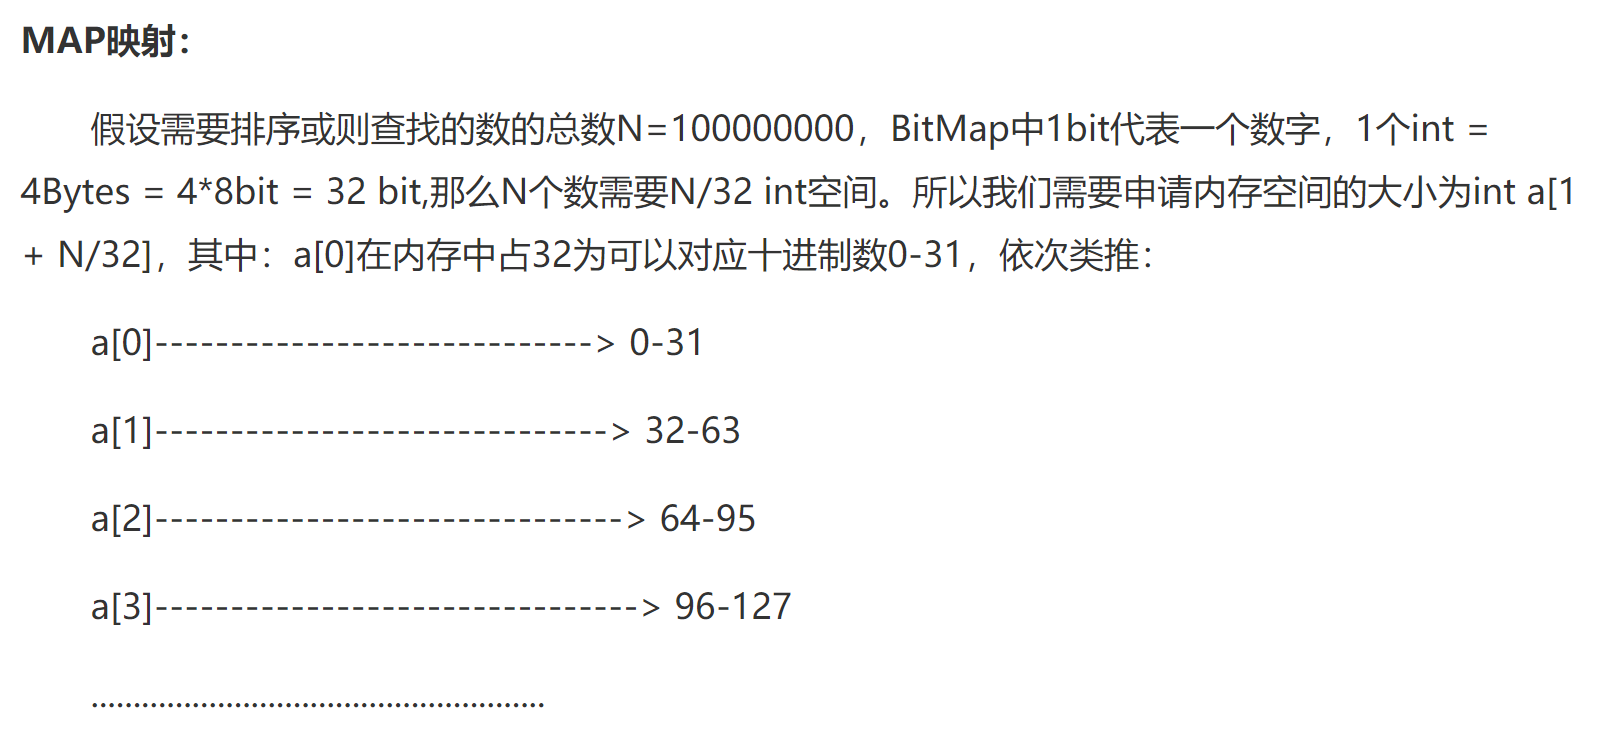 MAP映射：
假设需要排序或则查找的数的总数N=100000000，BitMap中1bit代表一个数字，1个int =
4Bytes = 4*8bit = 32 bit,那么N个数需要N/32 int空间。所以我们需要申请内存空间的大小为int a[1
+ N/32]，其中：a[0]在内存中占32为可以对应十进制数0-31，依次类推：
a[0]-----------------------------> 0-31
a[1]------------------------------> 32-63
a[2]-------------------------------> 64-95
a[3]--------------------------------> 96-127
......................................................